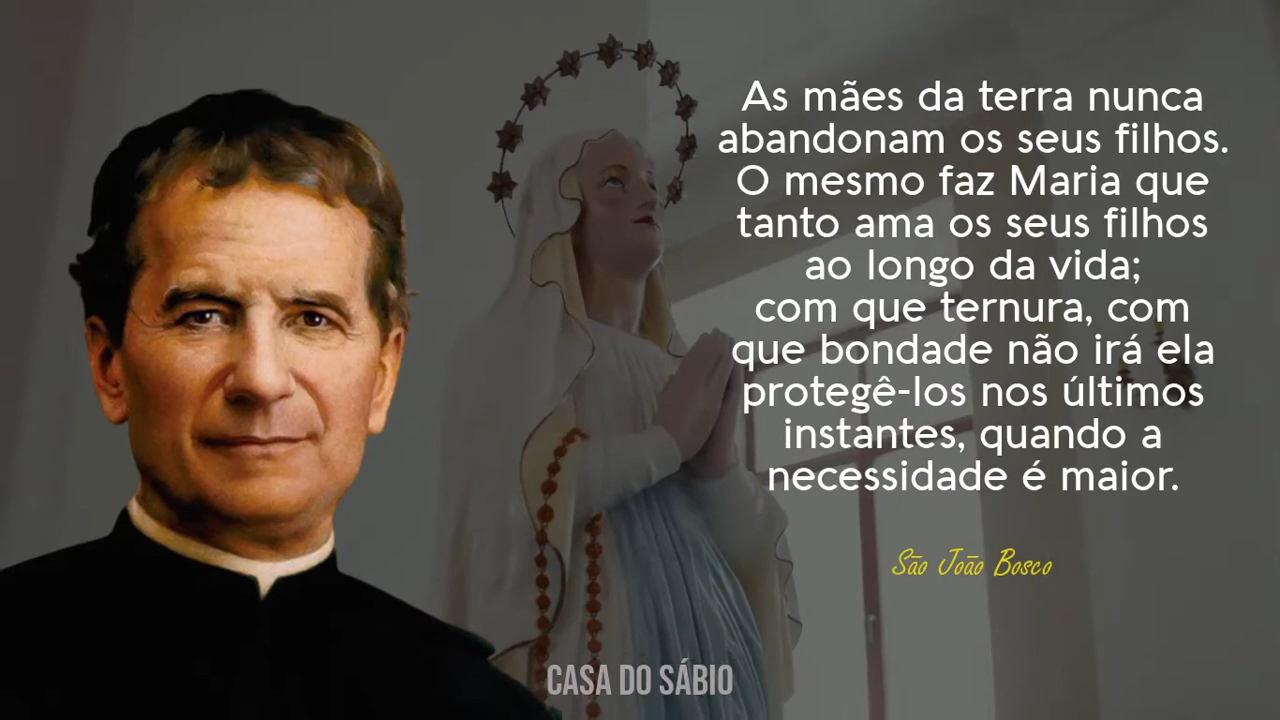 As mães da terra nunca
abandonam os seus filhos.
O mesmo faz Maria que
tanto ama os seus filhos
ao longo da vida;
com que ternura, com
que bondade não irá ela
protegê-los nos últimos
instantes, quando a
necessidade é maior.
São João Bosco
CASA DO SÁBIO